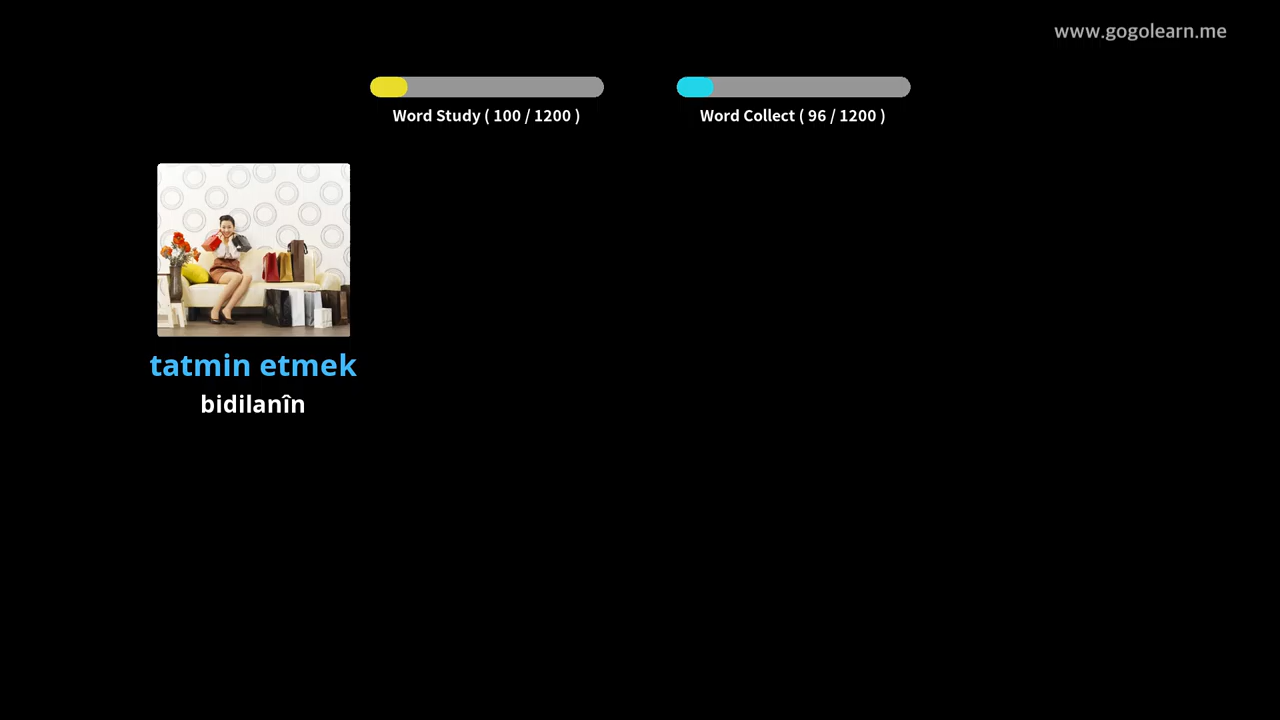 www.gogolearn.me
Word Study ( 100 / 1200 )
Word Collect ( 96 / 1200 )
tatmin etmek
bidilanîn